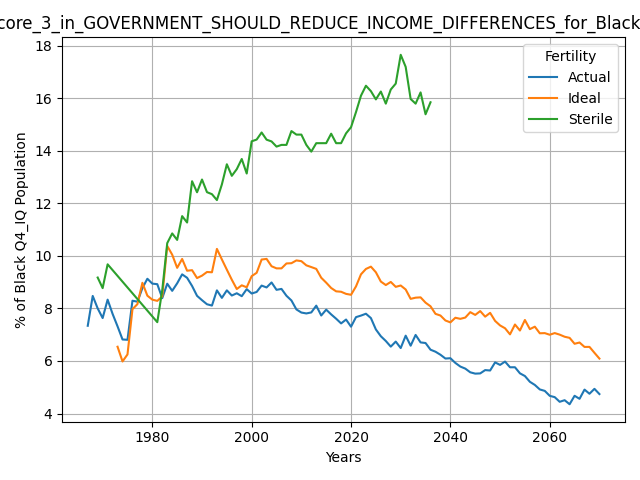 core_3_in_GOVERNMENT_SHOULD_REDUCE_INCOME_DIFFERENCES_for_Black
Fertility
Actual
Ideal
Sterile
% of Black Q4_IQ Population
18
16
14
12
10
8
6
4
1980 2000 2020 2040 2060
Years